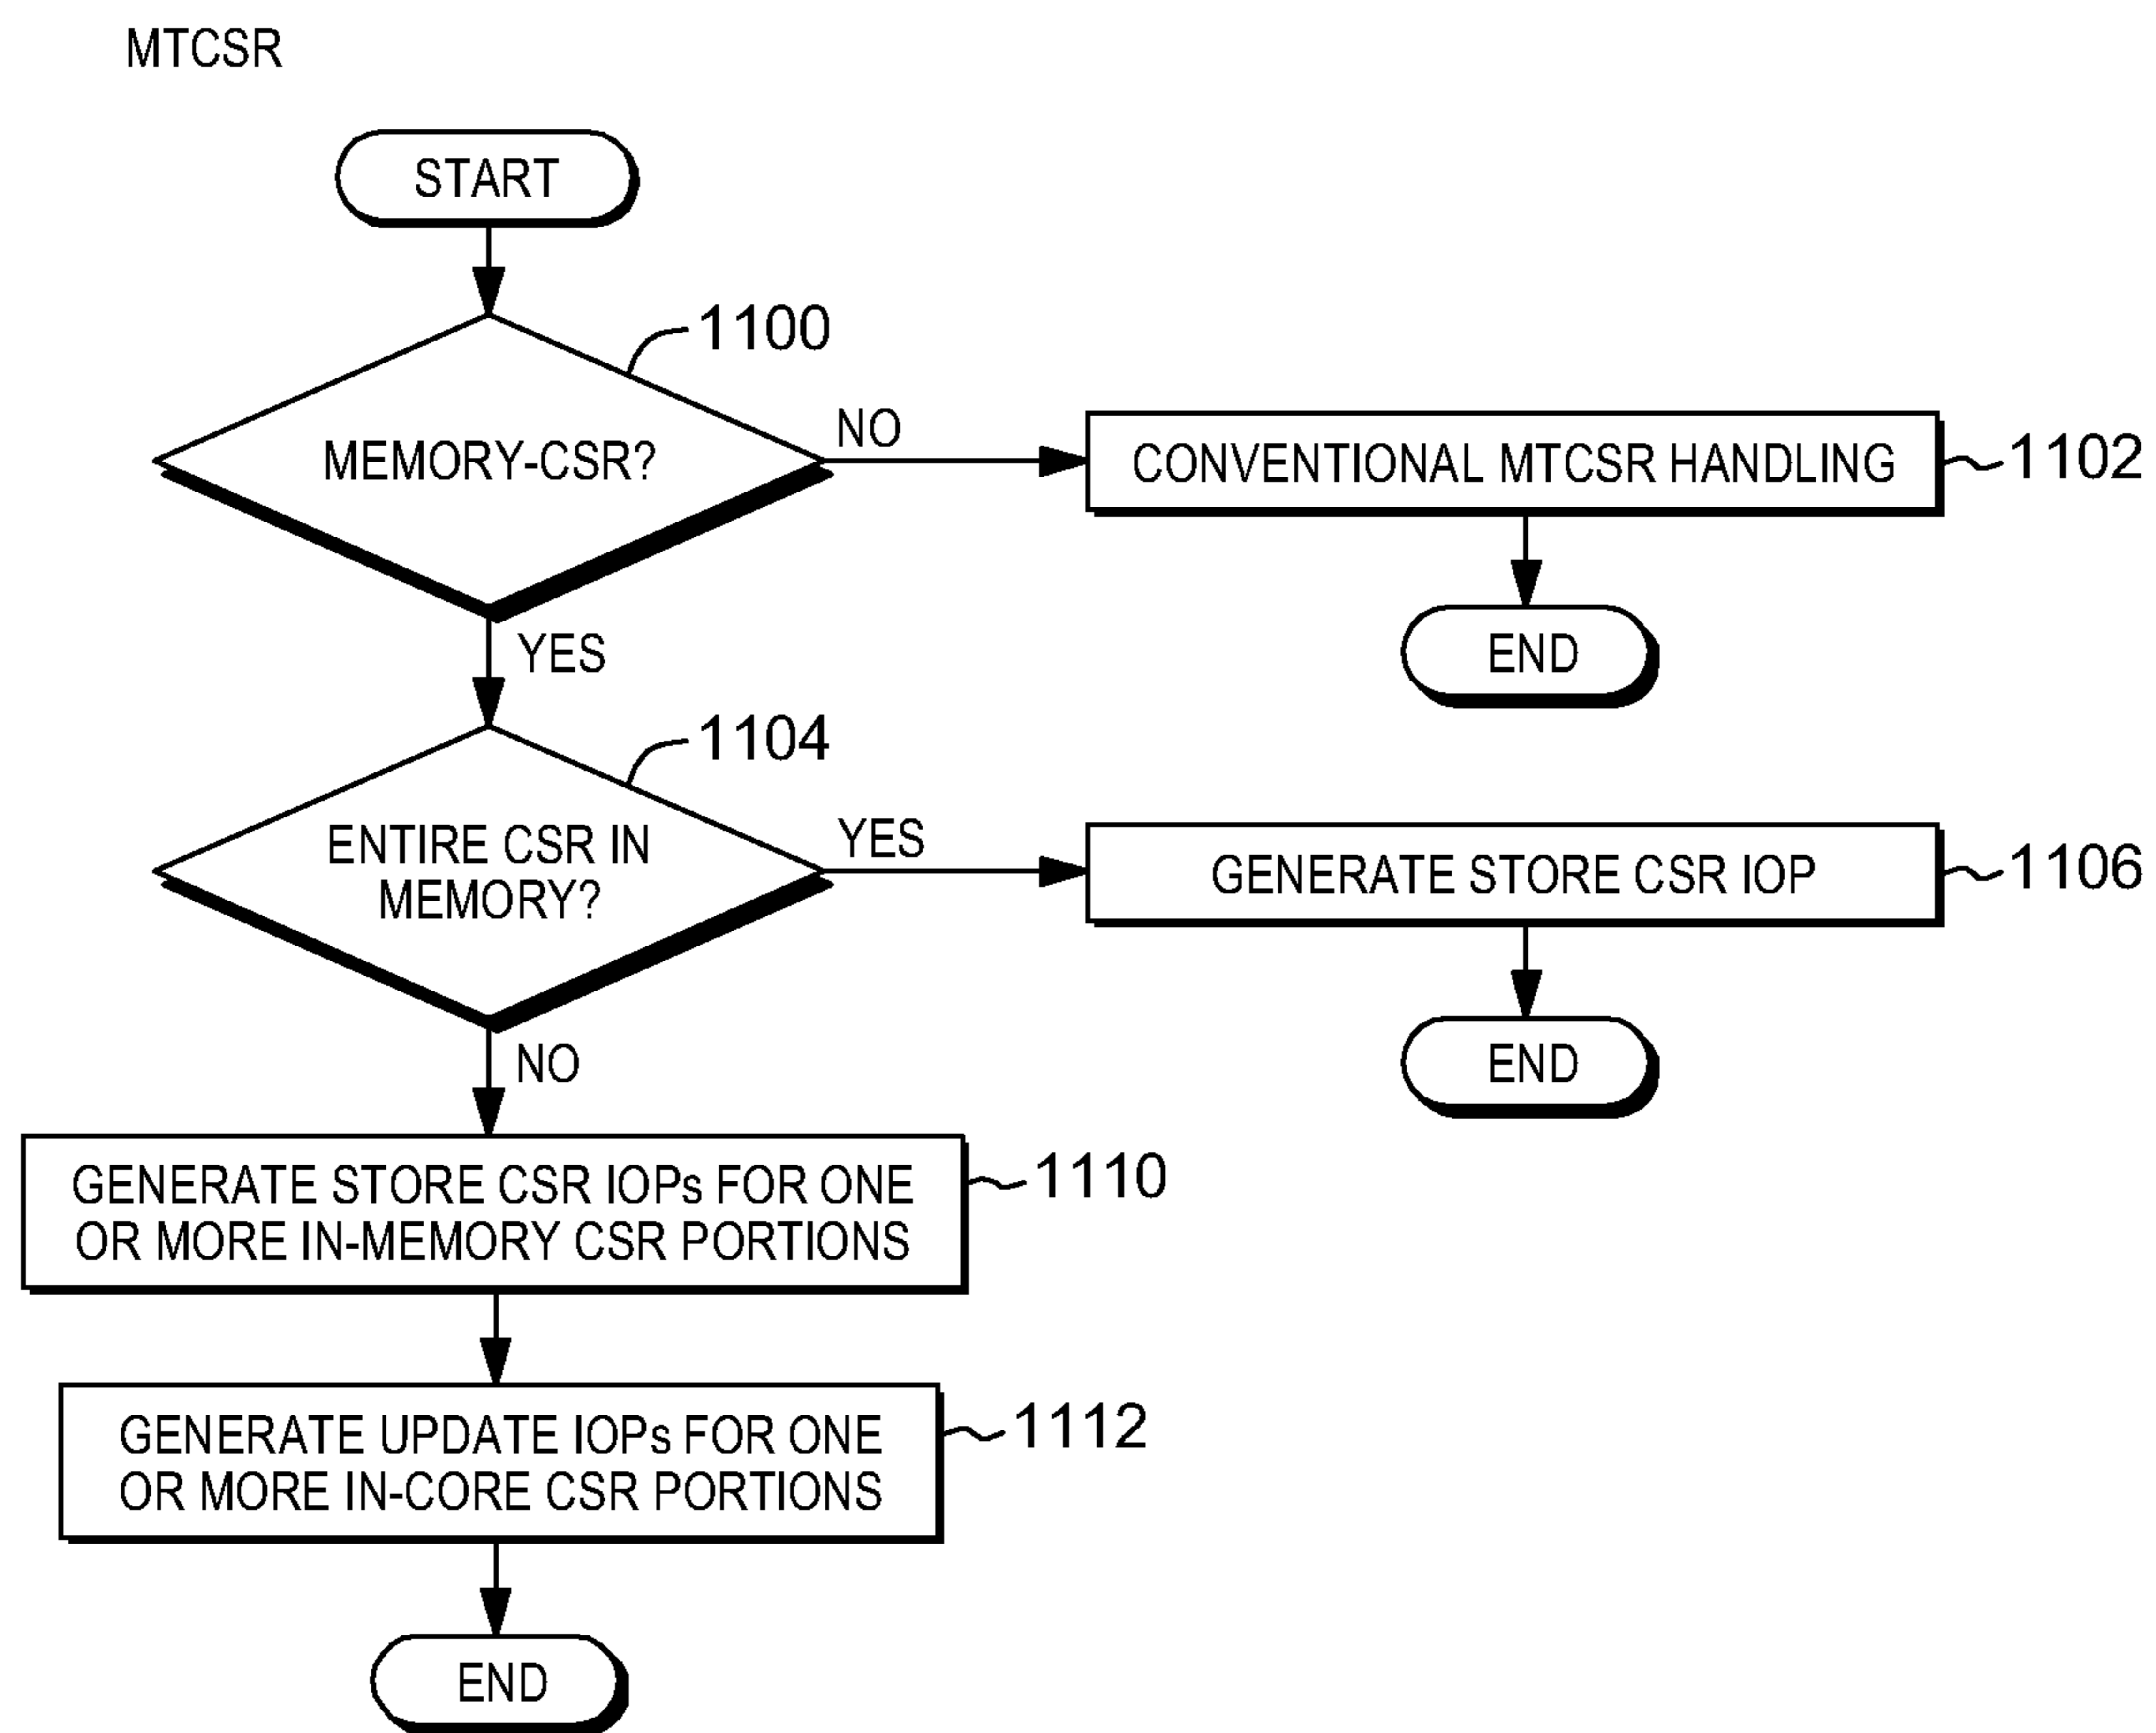 MTCSR
START
1100
MEMORY-CSR?
NO
CONVENTIONAL MTCSR HANDLING
1102
END
YES
1104
ENTIRE CSR IN
MEMORY?
YES
GENERATE STORE CSR IOP
1106
END
NO
GENERATE STORE CSR IOPs FOR ONE
OR MORE IN-MEMORY CSR PORTIONS
1110
GENERATE UPDATE IOPs FOR ONE
OR MORE IN-CORE CSR PORTIONS
1112
END